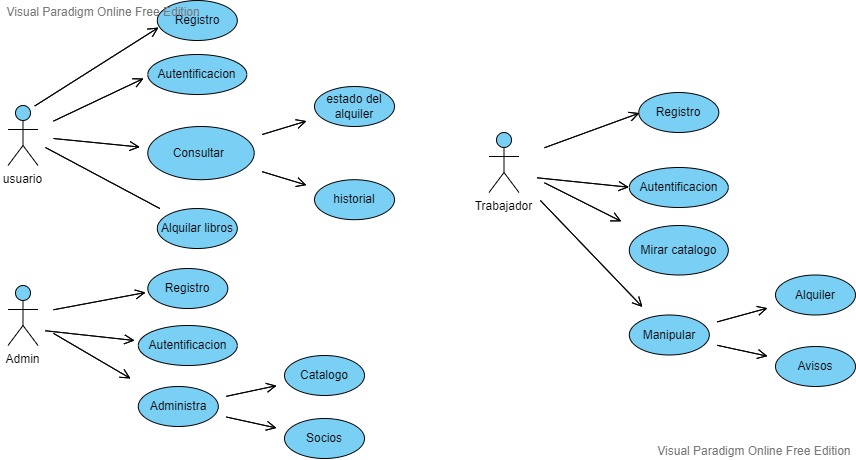 Visual Paradigm Online Free Edition
Registro
Autentificacion
usuario
Consultar
estado del
alquiler
historial
Alquilar libros
Admin
Registro
Autentificacion
Administra
Catalogo
Socios
Trabajador
Registro
Autentificacion
Mirar catalogo
Manipular
Alquiler
Avisos
Visual Paradigm Online Free Edition